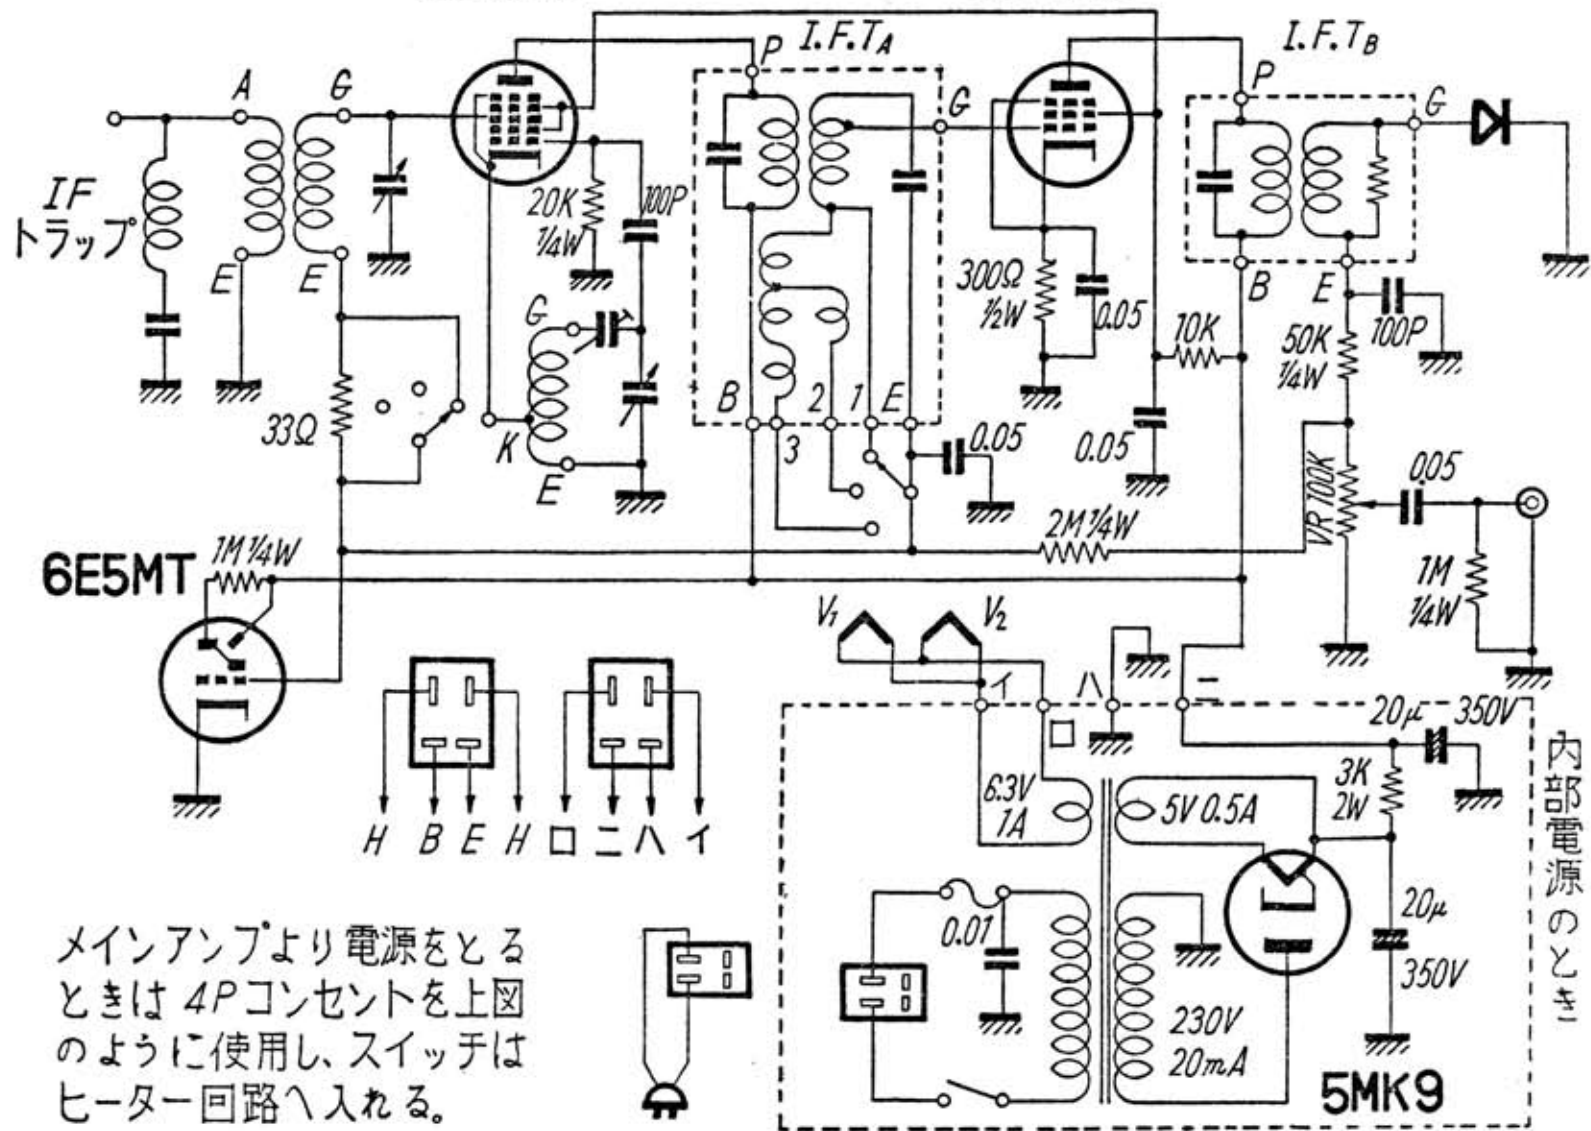 I.F.TA
I.F.TB
A
G
P
G
P
G
IF
トラップ
E
E
20K
1/4W
100P
G
K
E
33Ω
B
3
2
1
E
0.05
300Ω
1/2W
0.05
10K
0.05
B
E
100P
50K
1/4W
VR 100K
0.05
1M
1/4W
2M 1/4W
6E5MT
1M 1/4W
V1
V2
イ
ロ
ハ
ニ
H B E H
ロ ニ ハ イ
6.3V
1A
5V 0.5A
3K
2W
20μ 350V
20μ
350V
0.01
230V
20mA
5MK9
内部電源のとき
メインアンプより電源をとる
ときは 4Pコンセントを上図
のように使用し、スイッチは
ヒーター回路へ入れる。